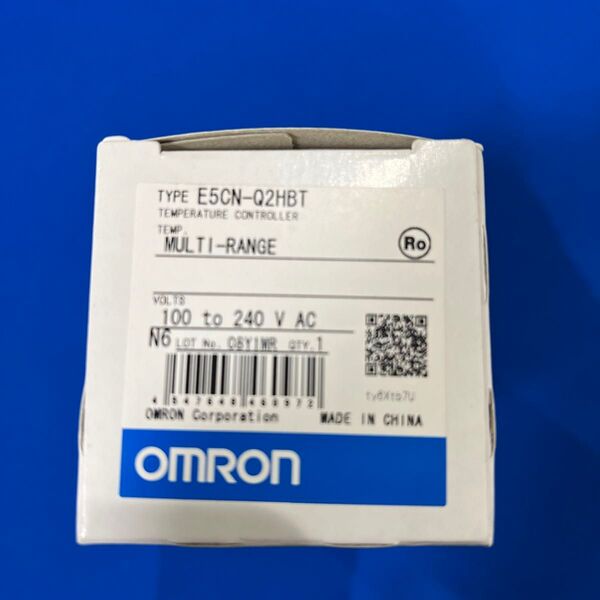 TYPE E5CN-Q2HBT
TEMPERATURE CONTROLLER
TEMP.
MULTI-RANGE
Ro
VOLTS
100 to 240 V AC
N6 LOT No. 08YIWR QTY.1
OMRON Corporation
MADE IN CHINA
OMRON